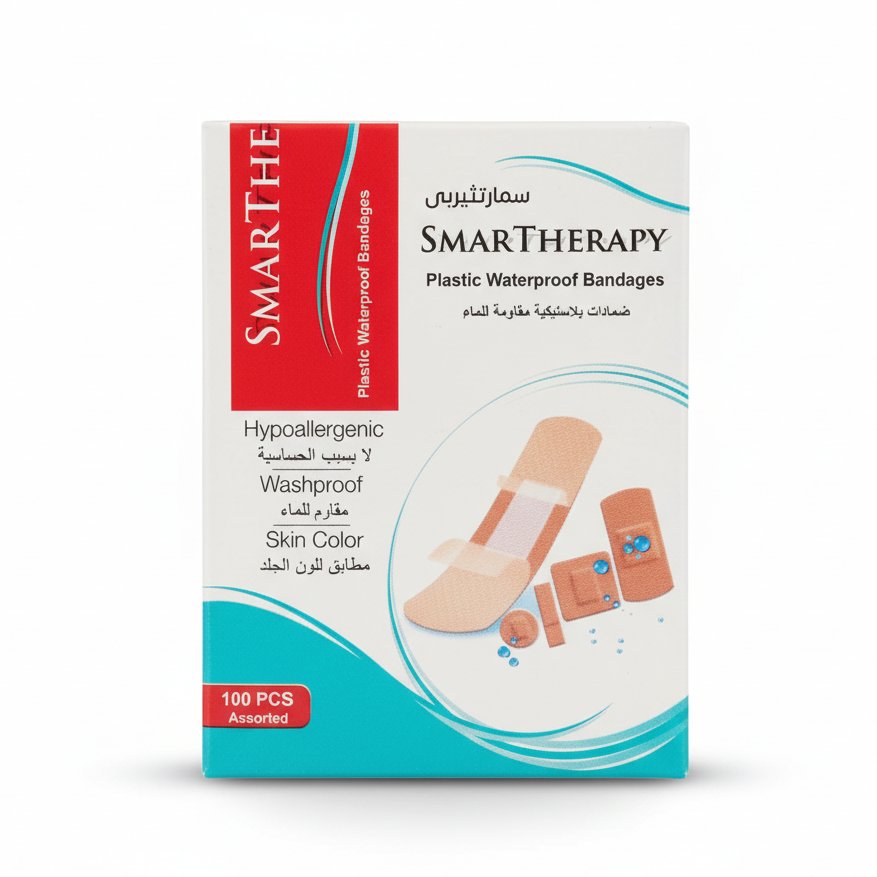 SMARTHE
Plastic Waterproof Bandages
سمارتثيربي
SMARTHERAPY
Plastic Waterproof Bandages
ضمادات بلاستيكية مقاومة للماء
Hypoallergenic
لا يسبب الحساسية
Washproof
مقاوم للماء
Skin Color
مطابق للون الجلد
100 PCS
Assorted